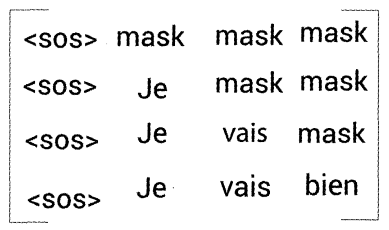 <sos> mask mask mask
<sos> Je mask mask
<sos> Je vais mask
<sos> Je vais bien